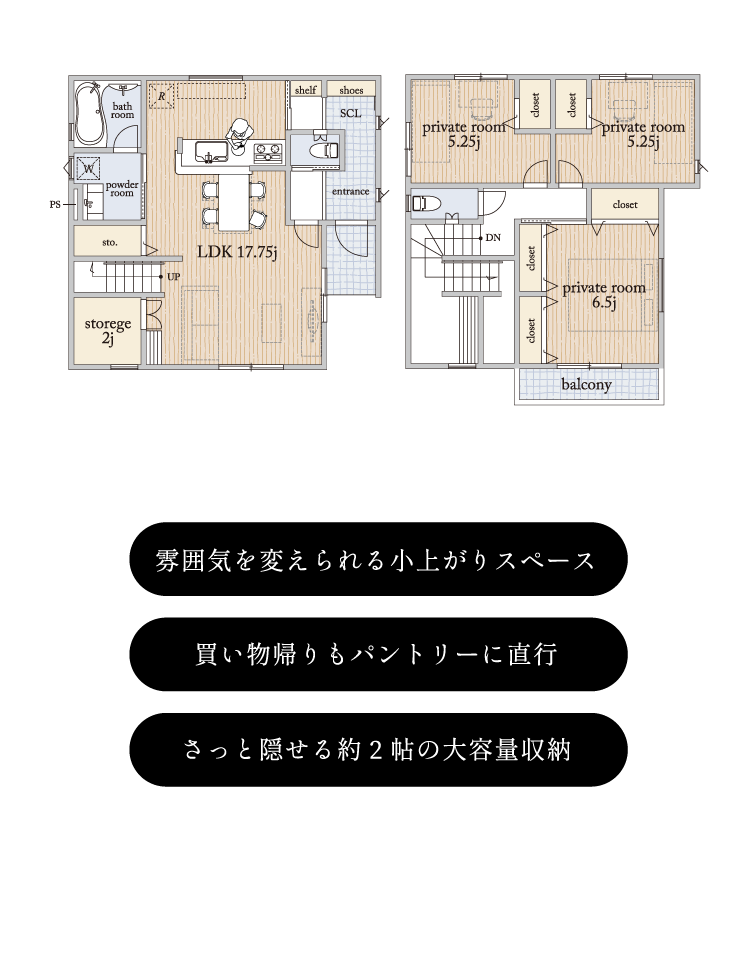 bath
room
R
shelf
shoes
SCL
W
powder
room
PS
entrance
sto.
LDK 17.75j
UP
storege
2j
private room
5.25j
closet
closet
private room
5.25j
closet
DN
closet
private room
6.5j
closet
balcony
雰囲気を変えられる小上がりスペース
買い物帰りもパントリーに直行
さっと隠せる約２帖の大容量収納